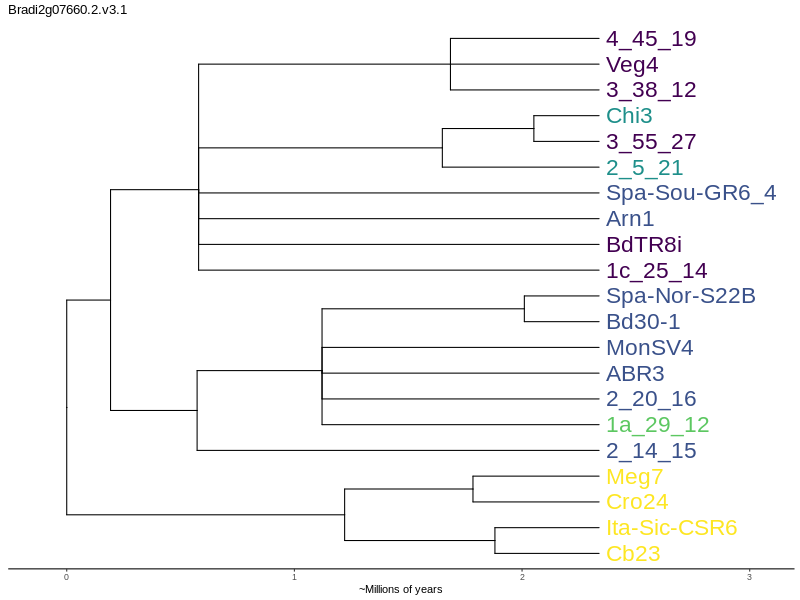 Bradi2g07660.2.v3.1
4_45_19
Veg4
3_38_12
Chi3
3_55_27
2_5_21
Spa-Sou-GR6_4
Arn1
BdTR8i
1c_25_14
Spa-Nor-S22B
Bd30-1
MonSV4
ABR3
2_20_16
1a_29_12
2_14_15
Meg7
Cro24
Ita-Sic-CSR6
Cb23
0 1 2 3
~Millions of years